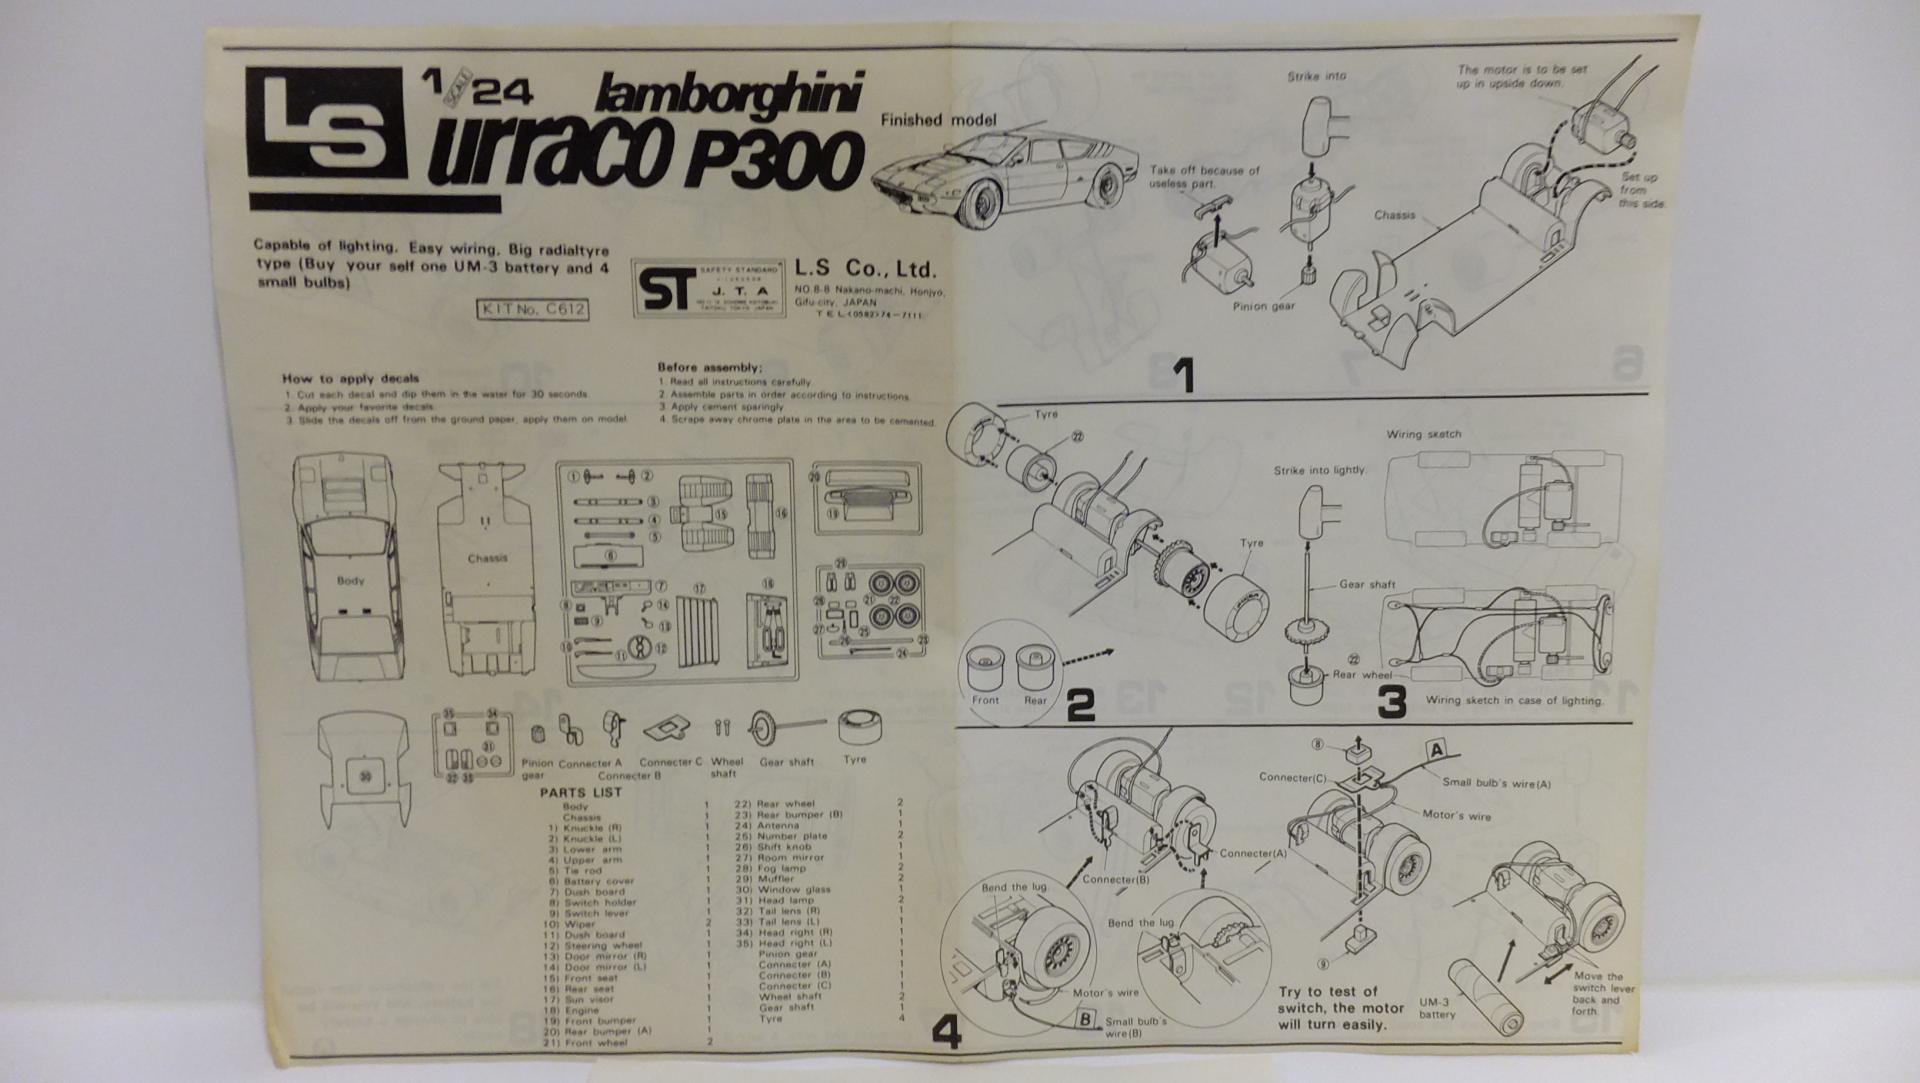 LS
1/24 SCALE
lamborghini
urraco P300
Capable of lighting. Easy wiring, Big radialtyre
type (Buy your self one UM-3 battery and 4
small bulbs)
KIT No. C612
ST
SAFETY STANDARD
J. T. A
L.S Co., Ltd.
NO.8-8 Nakano-machi, Honjyo,
Gifu-city, JAPAN
TEL<0582>74-7111
Finished model
How to apply decals
1. Cut each decal and dip them in the water for 30 seconds.
2. Apply your favorite decals.
3. Slide the decals off from the ground paper, apply them on model.
Before assembly;
1. Read all instructions carefully.
2. Assemble parts in order according to instructions.
3. Apply cement sparingly.
4. Scrape away chrome plate in the area to be cemented.
Body
Chassis
Pinion gear
Connecter A
Connecter B
Connecter C
Wheel shaft
Gear shaft
Tyre
PARTS LIST
Body 1
Chassis 1
1) Knuckle (R) 1
2) Knuckle (L) 1
3) Lower arm 1
4) Upper arm 1
5) Tie rod 1
6) Battery cover 1
7) Dush board 1
8) Switch holder 1
9) Switch lever 1
10) Wiper 2
11) Dush board 1
12) Steering wheel 1
13) Door mirror (R) 1
14) Door mirror (L) 1
15) Front seat 1
16) Rear seat 1
17) Sun visor 1
18) Engine 1
19) Front bumper 1
20) Rear bumper (A) 1
21) Front wheel 2
22) Rear wheel 2
23) Rear bumper (B) 1
24) Antenna 1
25) Number plate 2
26) Shift knob 1
27) Room mirror 1
28) Fog lamp 2
29) Muffler 2
30) Window glass 1
31) Head lamp 2
32) Tail lens (R) 1
33) Tail lens (L) 1
34) Head right (R) 1
35) Head right (L) 1
Pinion gear 1
Connecter (A) 1
Connecter (B) 1
Connecter (C) 1
Wheel shaft 2
Gear shaft 1
Tyre 4
1
Take off because of
useless part.
Strike into
Pinion gear
The motor is to be set
up in upside down.
Set up
from
this side.
Chassis
2
Tyre
22
Tyre
Front
Rear
3
Strike into lightly.
Gear shaft
22
Rear wheel
Wiring sketch
Wiring sketch in case of lighting.
4
Bend the lug.
Connecter(B)
Connecter(A)
Bend the lug
Motor's wire
B
Small bulb's
wire(B)
8
A
Connecter(C)
Small bulb's wire(A)
Motor's wire
9
Try to test of
switch, the motor
will turn easily.
UM-3
battery
Move the
switch lever
back and
forth.